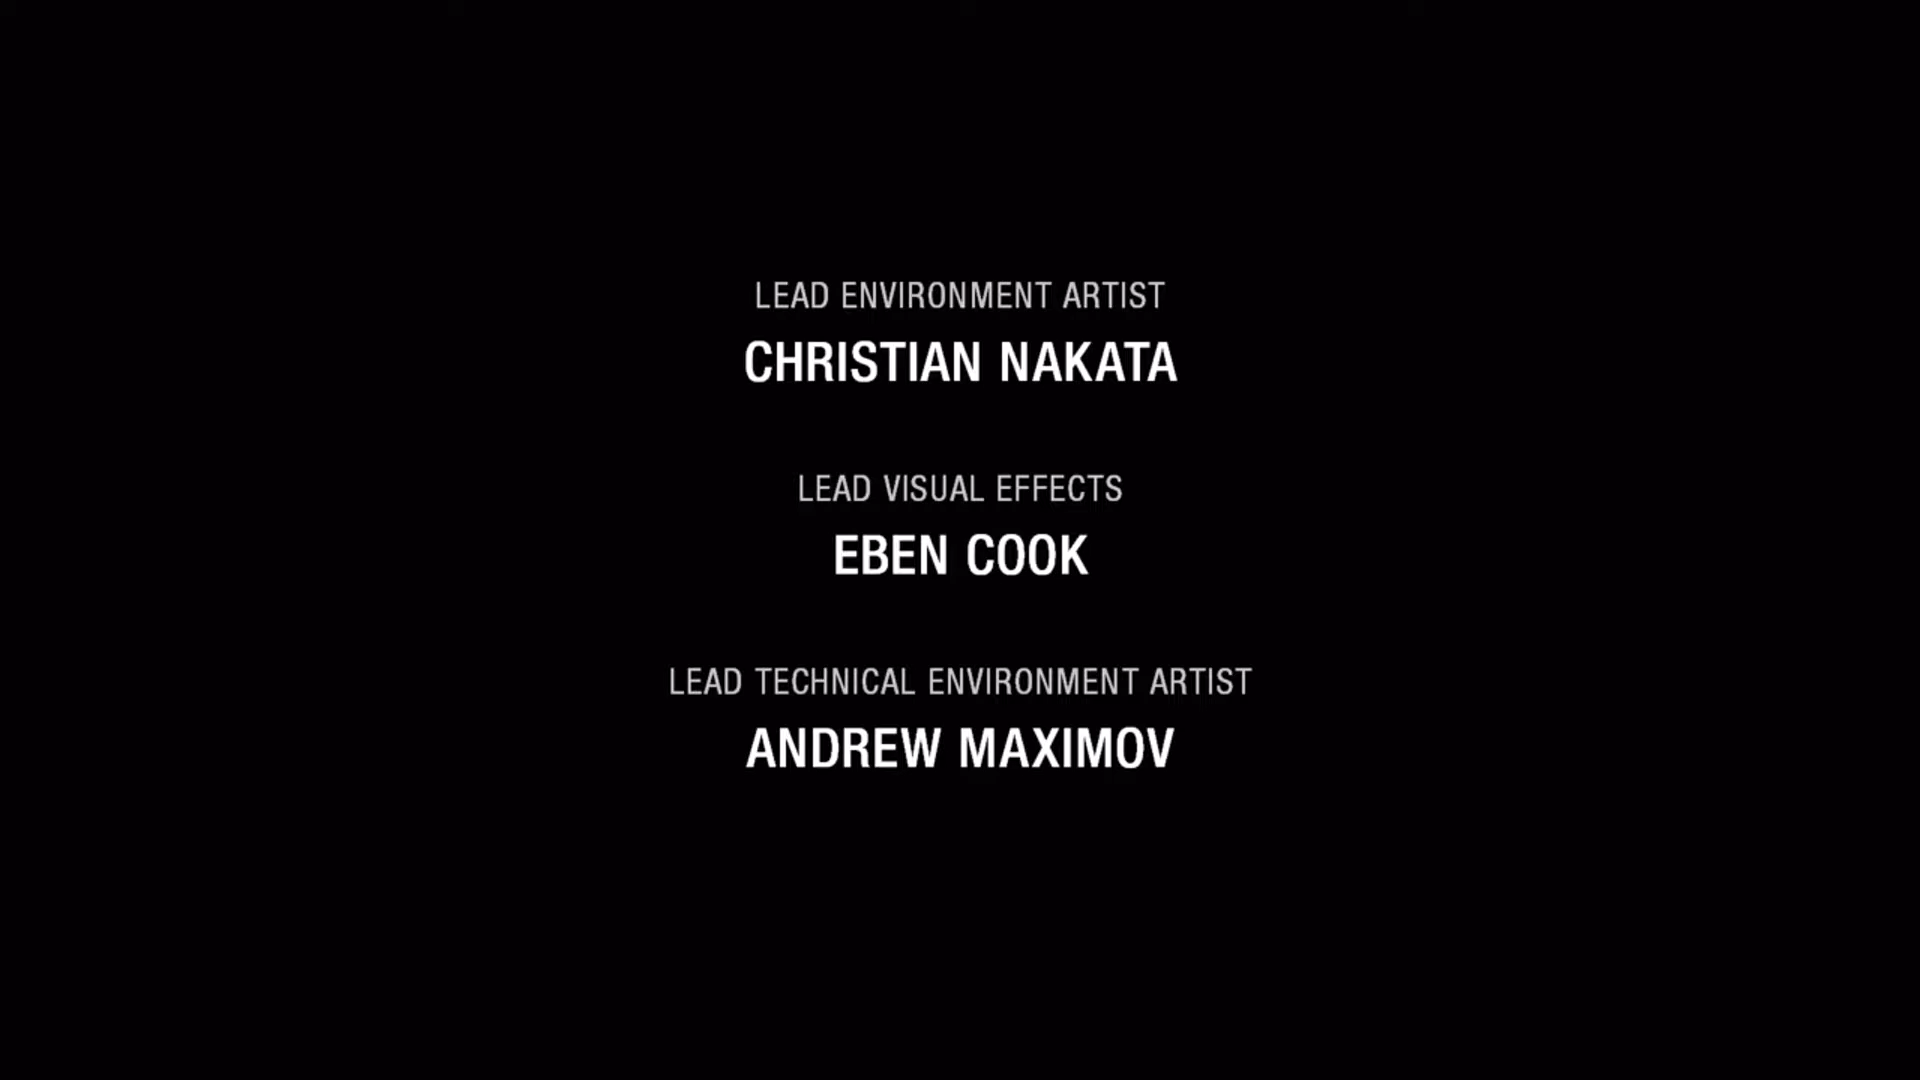 LEAD ENVIRONMENT ARTIST
CHRISTIAN NAKATA
LEAD VISUAL EFFECTS
EBEN COOK
LEAD TECHNICAL ENVIRONMENT ARTIST
ANDREW MAXIMOV